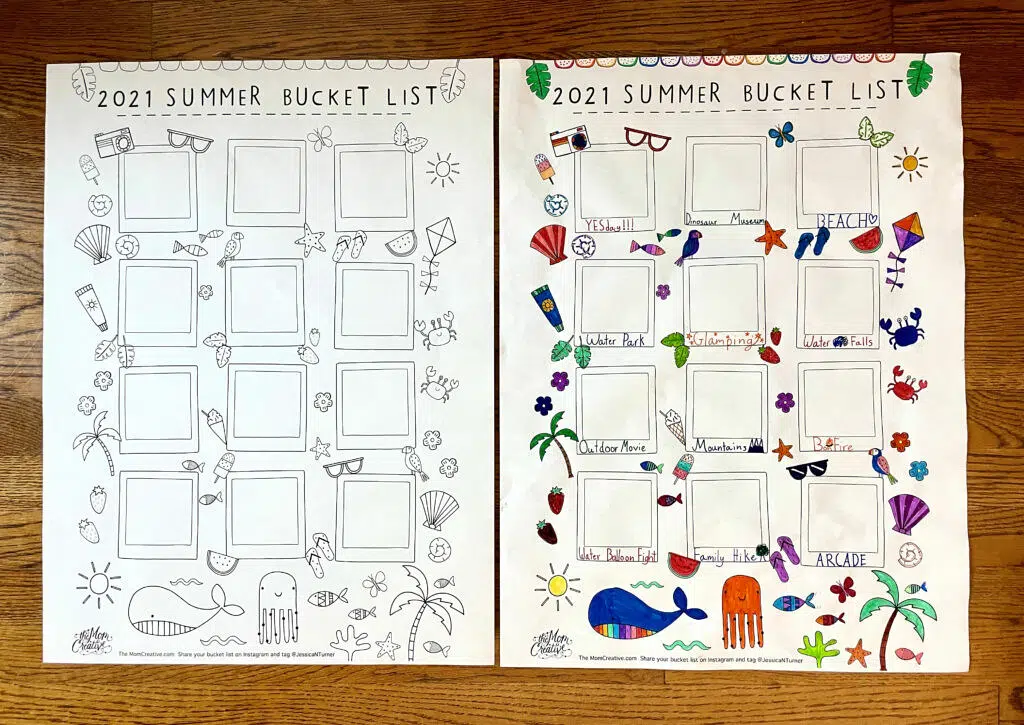 2021 SUMMER BUCKET LIST
the Mom
Creative
The MomCreative.com Share your bucket list on Instagram and tag @JessicaNTurner
2021 SUMMER BUCKET LIST
YESday!!!
Dinosaur Museum
BEACH
Water Park
Glamping
Water Falls
Outdoor Movie
Mountains
BonFire
Water Balloon Fight
Family Hike
ARCADE
the Mom
Creative
The MomCreative.com Share your bucket list on Instagram and tag @JessicaNTurner